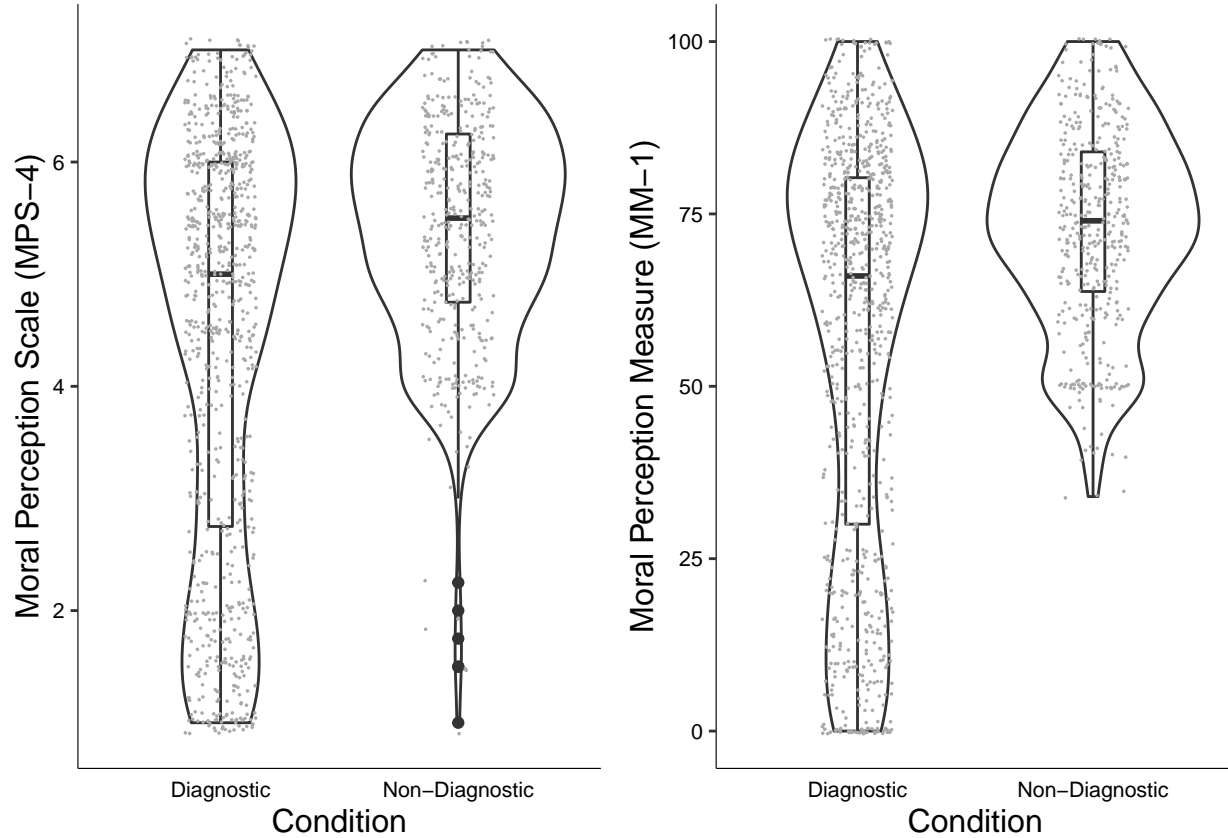 Moral Perception Scale (MPS−4)
6
4
2
Diagnostic
Non−Diagnostic
Condition
Moral Perception Measure (MM−1)
100
75
50
25
0
Diagnostic
Non−Diagnostic
Condition